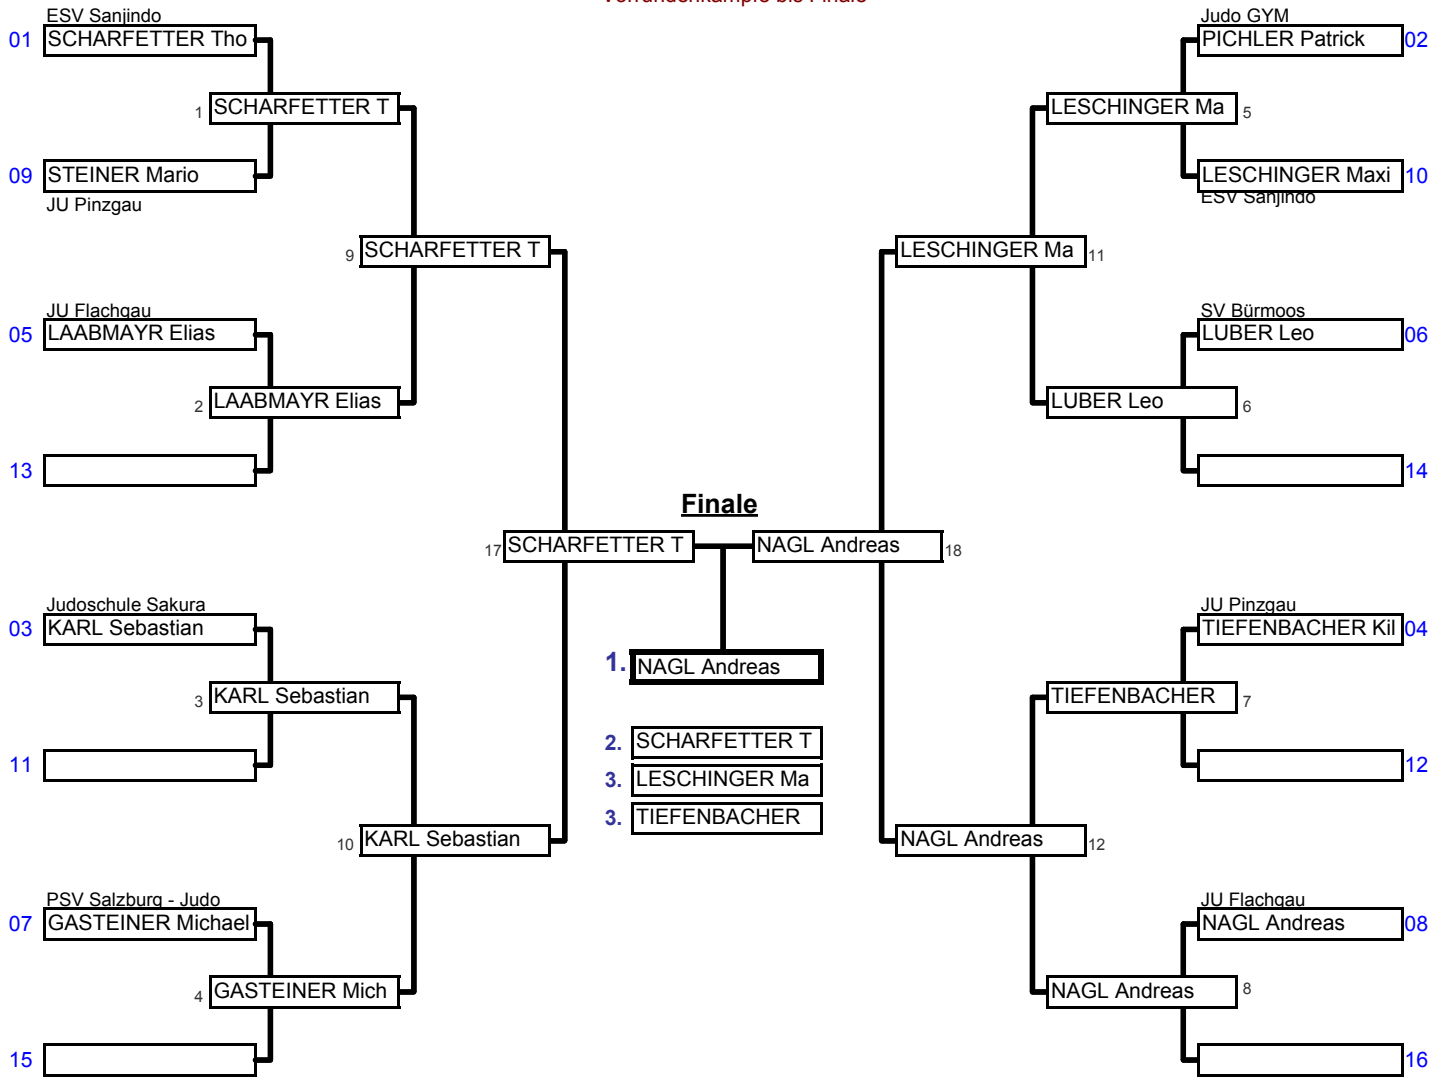 Vorrundenkämpfe bis Finale
ESV Sanjindo
01 SCHARFETTER Tho
1 SCHARFETTER T
09 STEINER Mario
JU Pinzgau
9 SCHARFETTER T
JU Flachgau
05 LAABMAYR Elias
2 LAABMAYR Elias
13
17 SCHARFETTER T
Judoschule Sakura
03 KARL Sebastian
3 KARL Sebastian
11
10 KARL Sebastian
PSV Salzburg - Judo
07 GASTEINER Michael
4 GASTEINER Mich
15
Finale
1. NAGL Andreas
2. SCHARFETTER T
3. LESCHINGER Ma
3. TIEFENBACHER
Judo GYM
PICHLER Patrick 02
LESCHINGER Ma 5
LESCHINGER Maxi 10
ESV Sanjindo
LESCHINGER Ma 11
SV Bürmoos
LUBER Leo 06
LUBER Leo 6
14
NAGL Andreas 18
JU Pinzgau
TIEFENBACHER Kil 04
TIEFENBACHER 7
12
NAGL Andreas 12
JU Flachgau
NAGL Andreas 08
NAGL Andreas 8
16